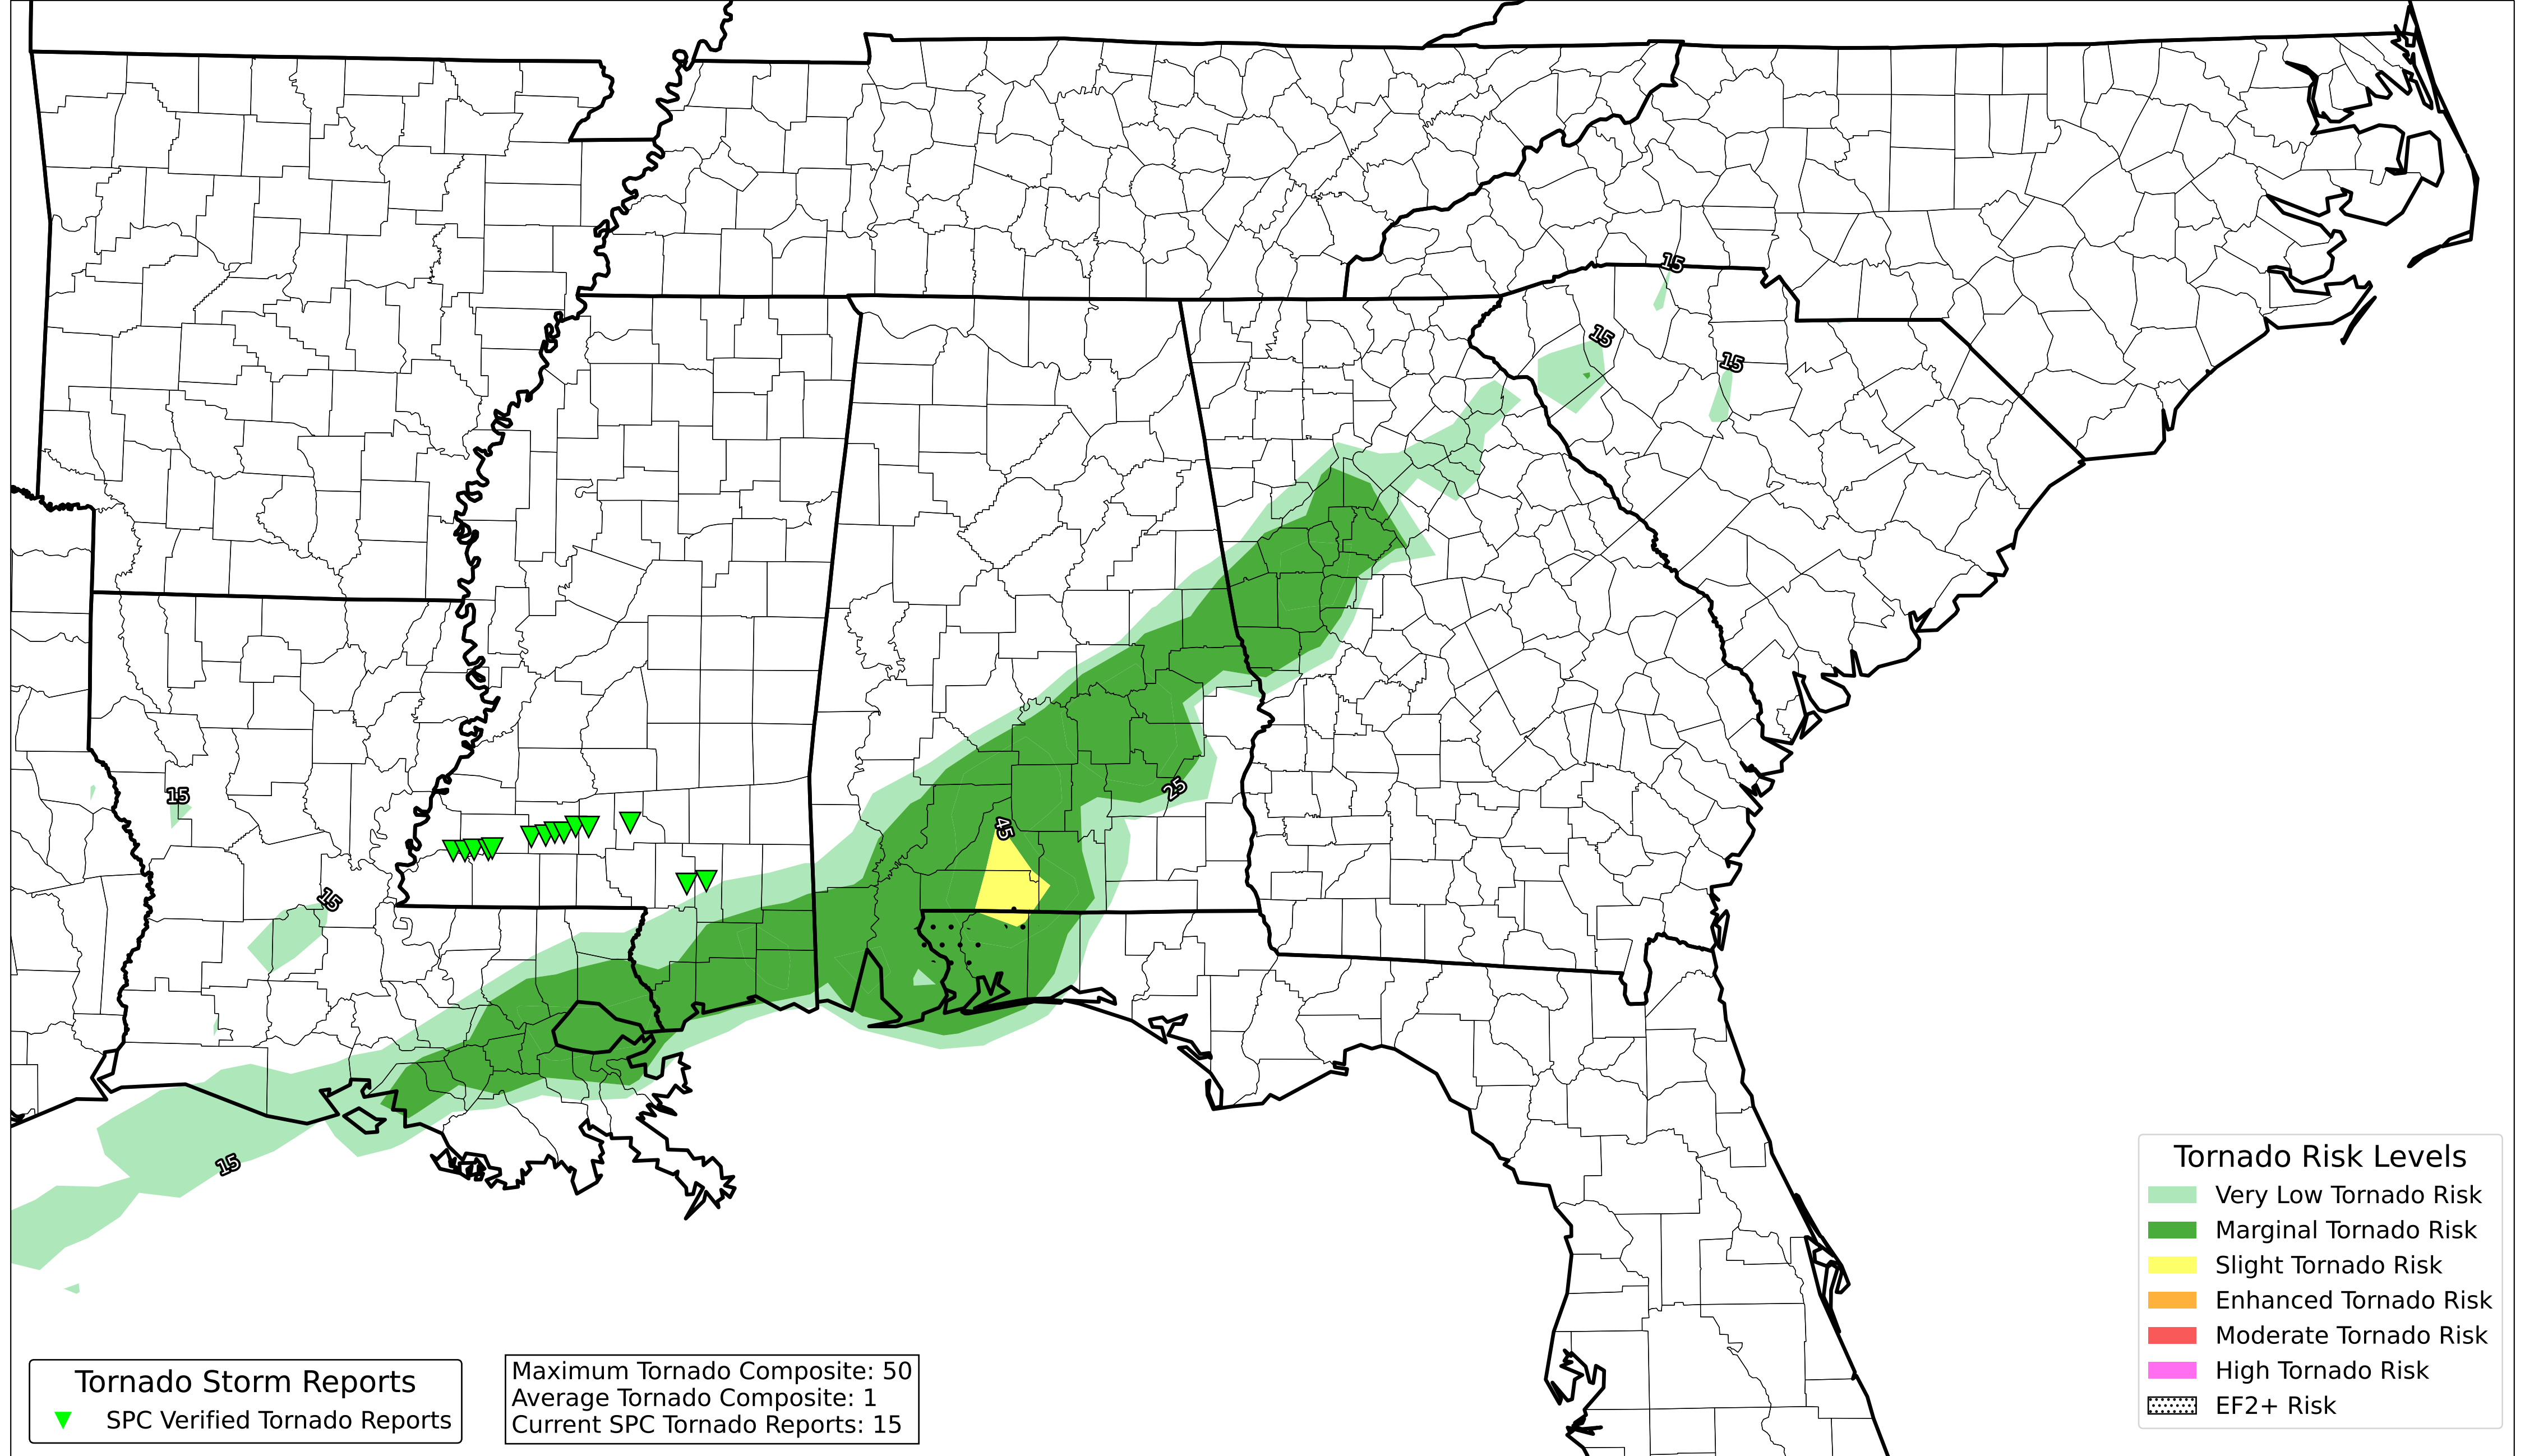 15
15
15
15
25
45
15
15
Tornado Storm Reports
SPC Verified Tornado Reports
Maximum Tornado Composite: 50
Average Tornado Composite: 1
Current SPC Tornado Reports: 15
Tornado Risk Levels
Very Low Tornado Risk
Marginal Tornado Risk
Slight Tornado Risk
Enhanced Tornado Risk
Moderate Tornado Risk
High Tornado Risk
EF2+ Risk